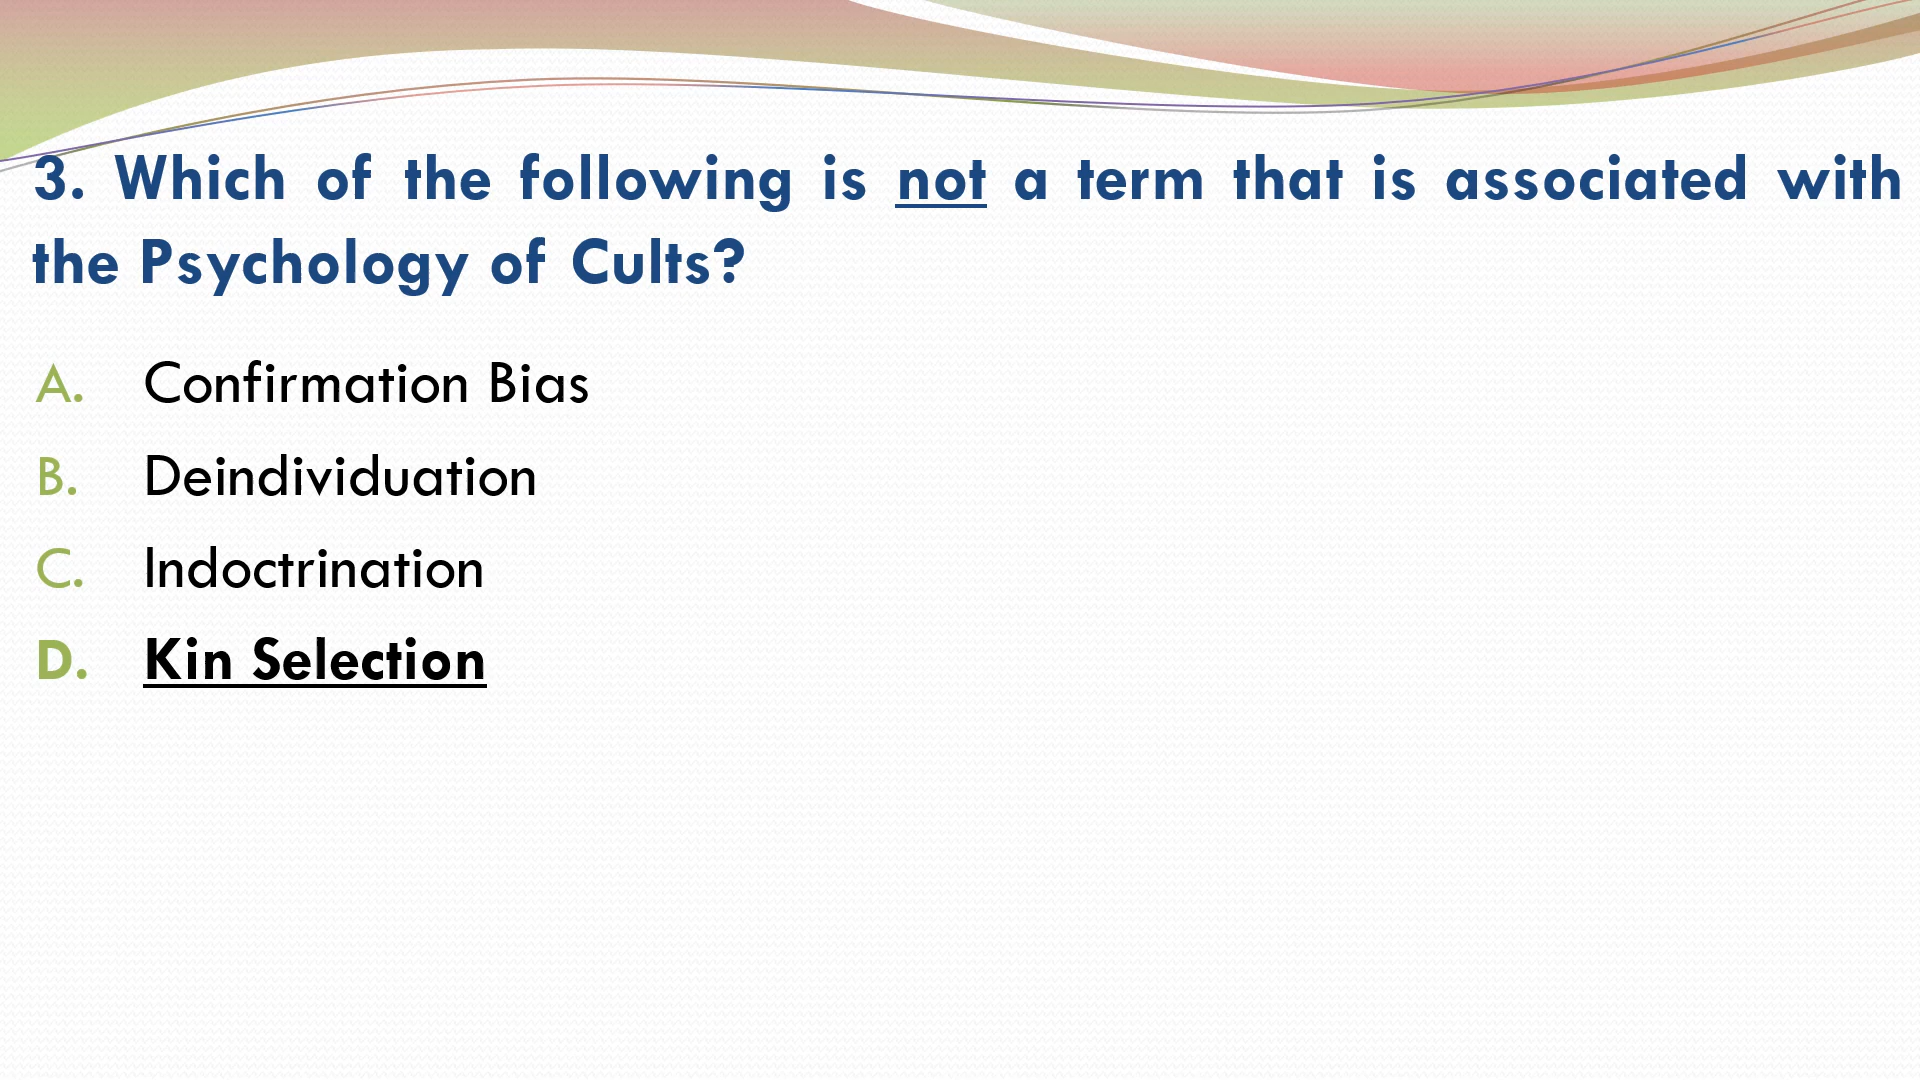 3. Which of the following is not a term that is associated with
the Psychology of Cults?
A. Confirmation Bias
B. Deindividuation
C. Indoctrination
D. Kin Selection